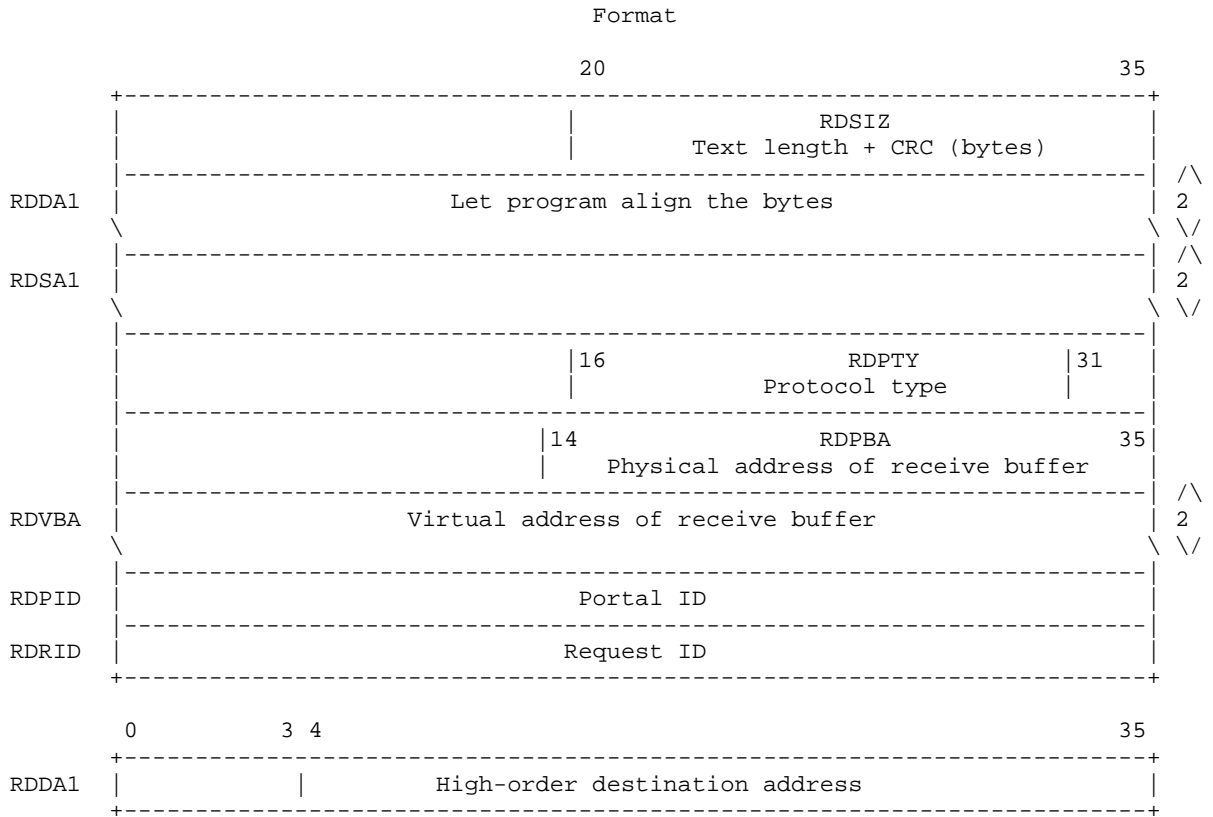 Format
20 35
RDSIZ
Text length + CRC (bytes)
RDDA1 Let program align the bytes 2
RDSA1 2
16 RDPTY 31
Protocol type
14 RDPBA 35
Physical address of receive buffer
RDVBA Virtual address of receive buffer 2
RDPID Portal ID
RDRID Request ID
0 3 4 35
RDDA1 High-order destination address